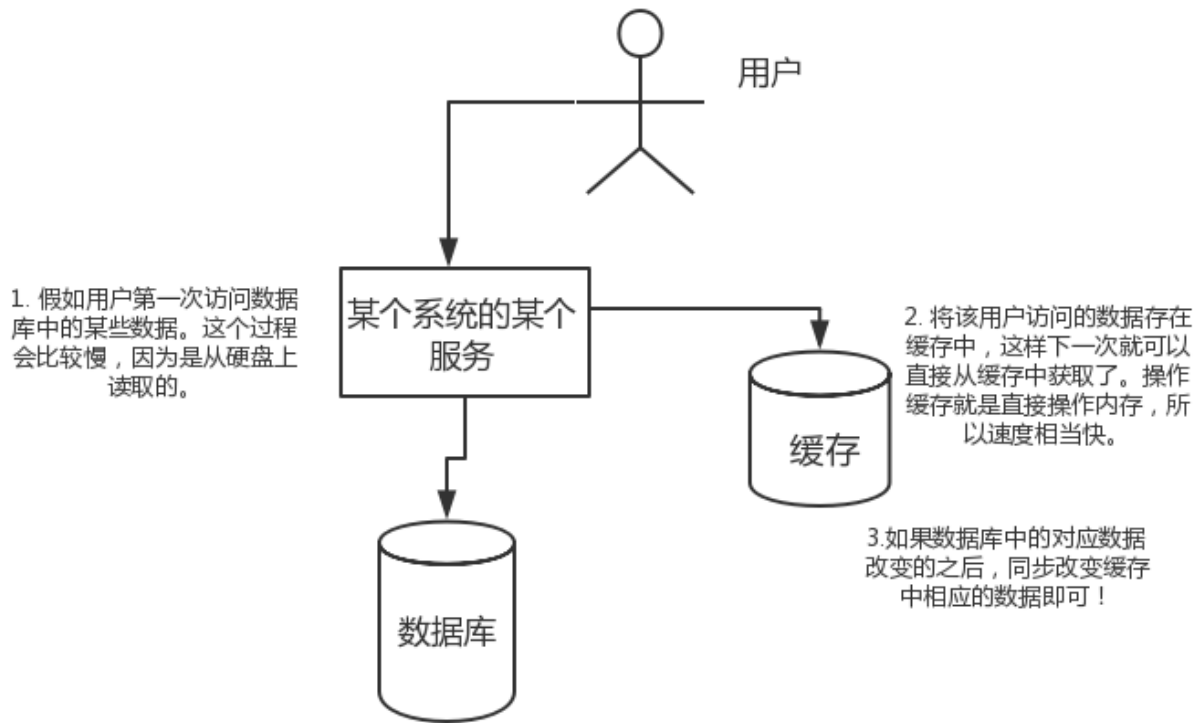 用户
1. 假如用户第一次访问数据
库中的某些数据。这个过程
会比较慢，因为是从硬盘上
读取的。
某个系统的某个
服务
2. 将该用户访问的数据存在
缓存中，这样下一次就可以
直接从缓存中获取了。操作
缓存就是直接操作内存，所
以速度相当快。
缓存
3.如果数据库中的对应数据
改变的之后，同步改变缓存
中相应的数据即可！
数据库